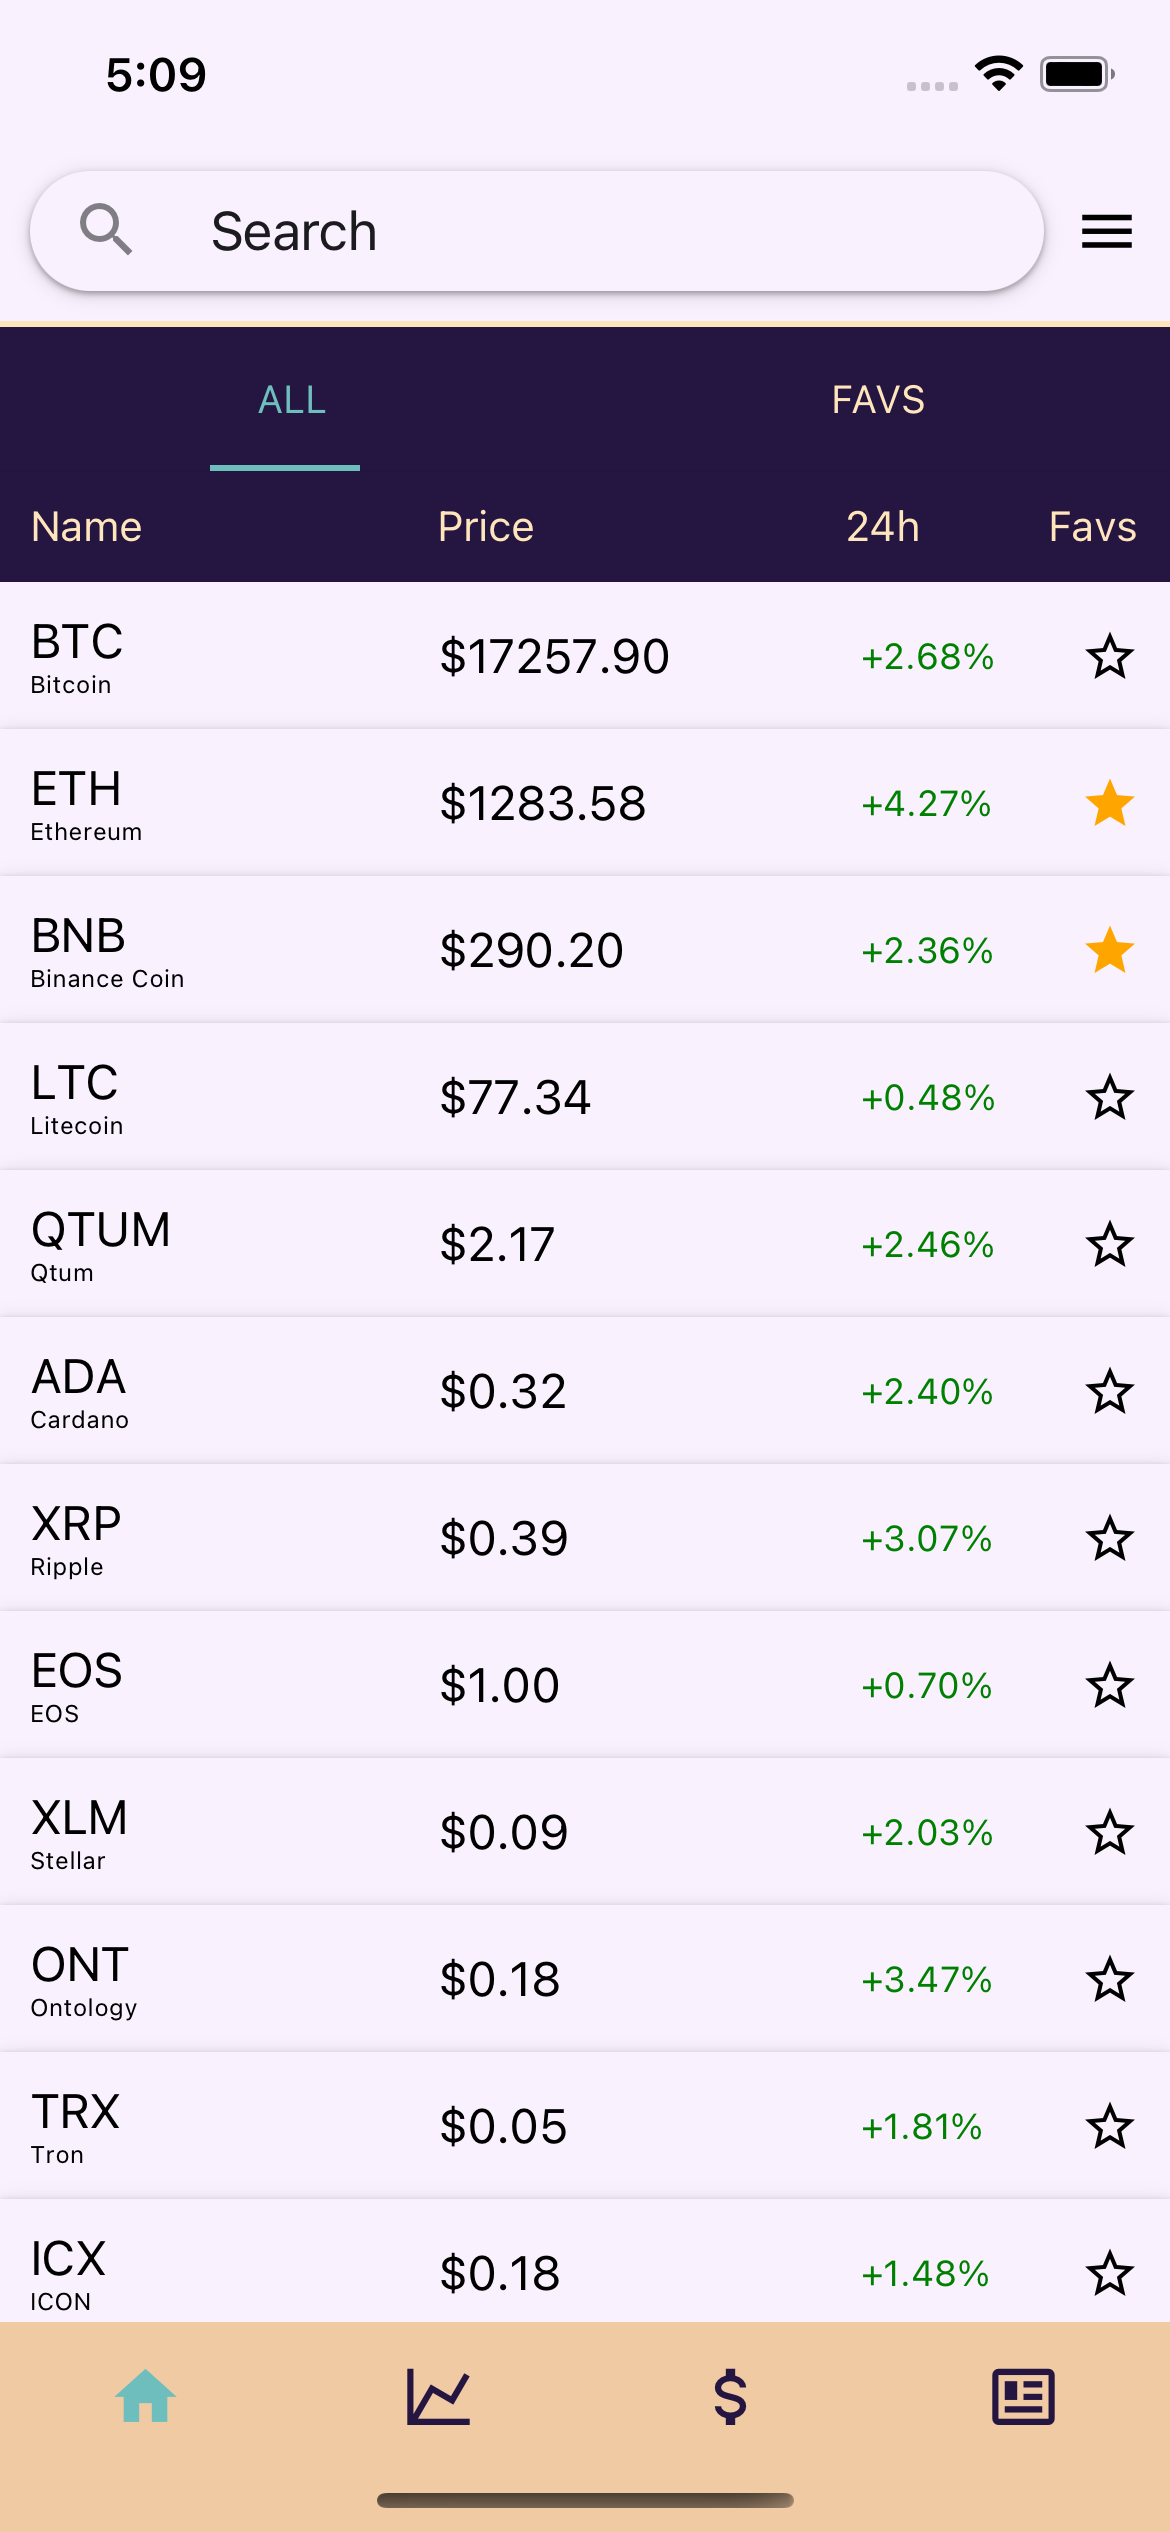 5:09
Search
ALL FAVS
Name Price 24h Favs
BTC
Bitcoin
$17257.90 +2.68%
ETH
Ethereum
$1283.58 +4.27%
BNB
Binance Coin
$290.20 +2.36%
LTC
Litecoin
$77.34 +0.48%
QTUM
Qtum
$2.17 +2.46%
ADA
Cardano
$0.32 +2.40%
XRP
Ripple
$0.39 +3.07%
EOS
EOS
$1.00 +0.70%
XLM
Stellar
$0.09 +2.03%
ONT
Ontology
$0.18 +3.47%
TRX
Tron
$0.05 +1.81%
ICX
ICON
$0.18 +1.48%